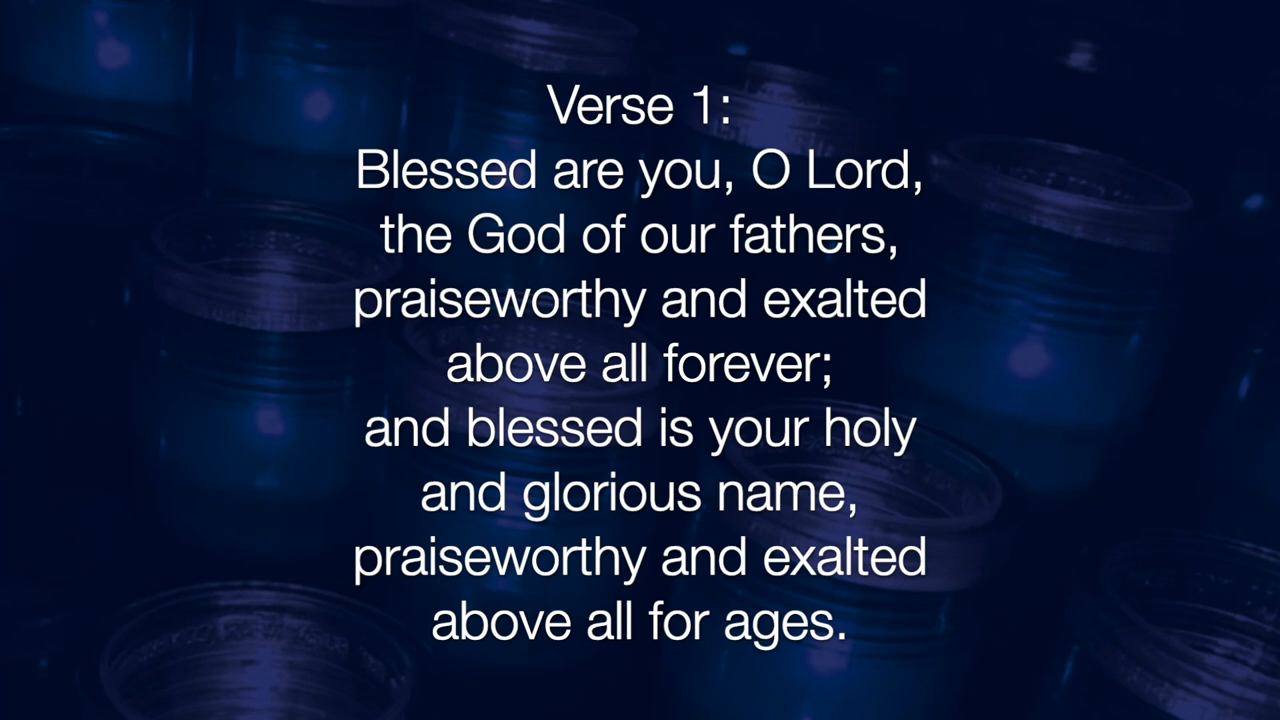 Verse 1:
Blessed are you, O Lord,
the God of our fathers,
praiseworthy and exalted
above all forever;
and blessed is your holy
and glorious name,
praiseworthy and exalted
above all for ages.